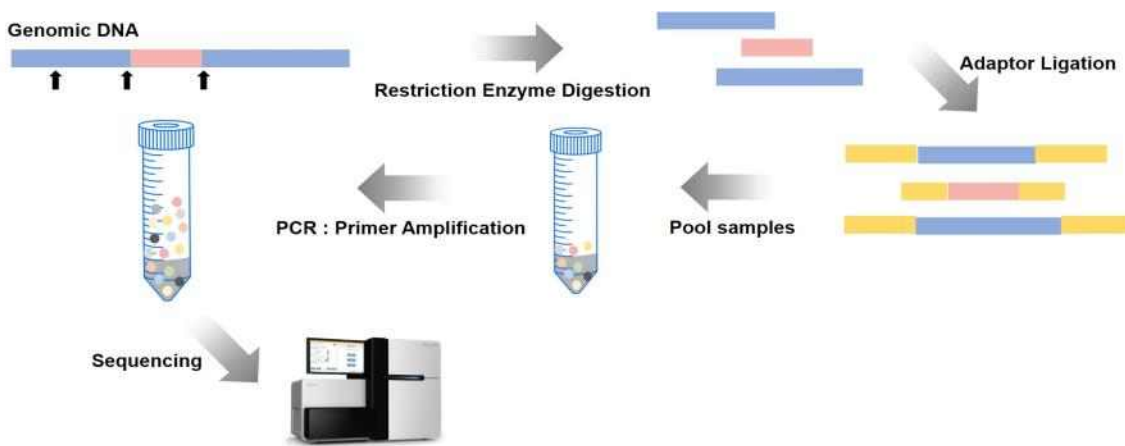 Genomic DNA
Restriction Enzyme Digestion
Adaptor Ligation
Pool samples
PCR : Primer Amplification
Sequencing